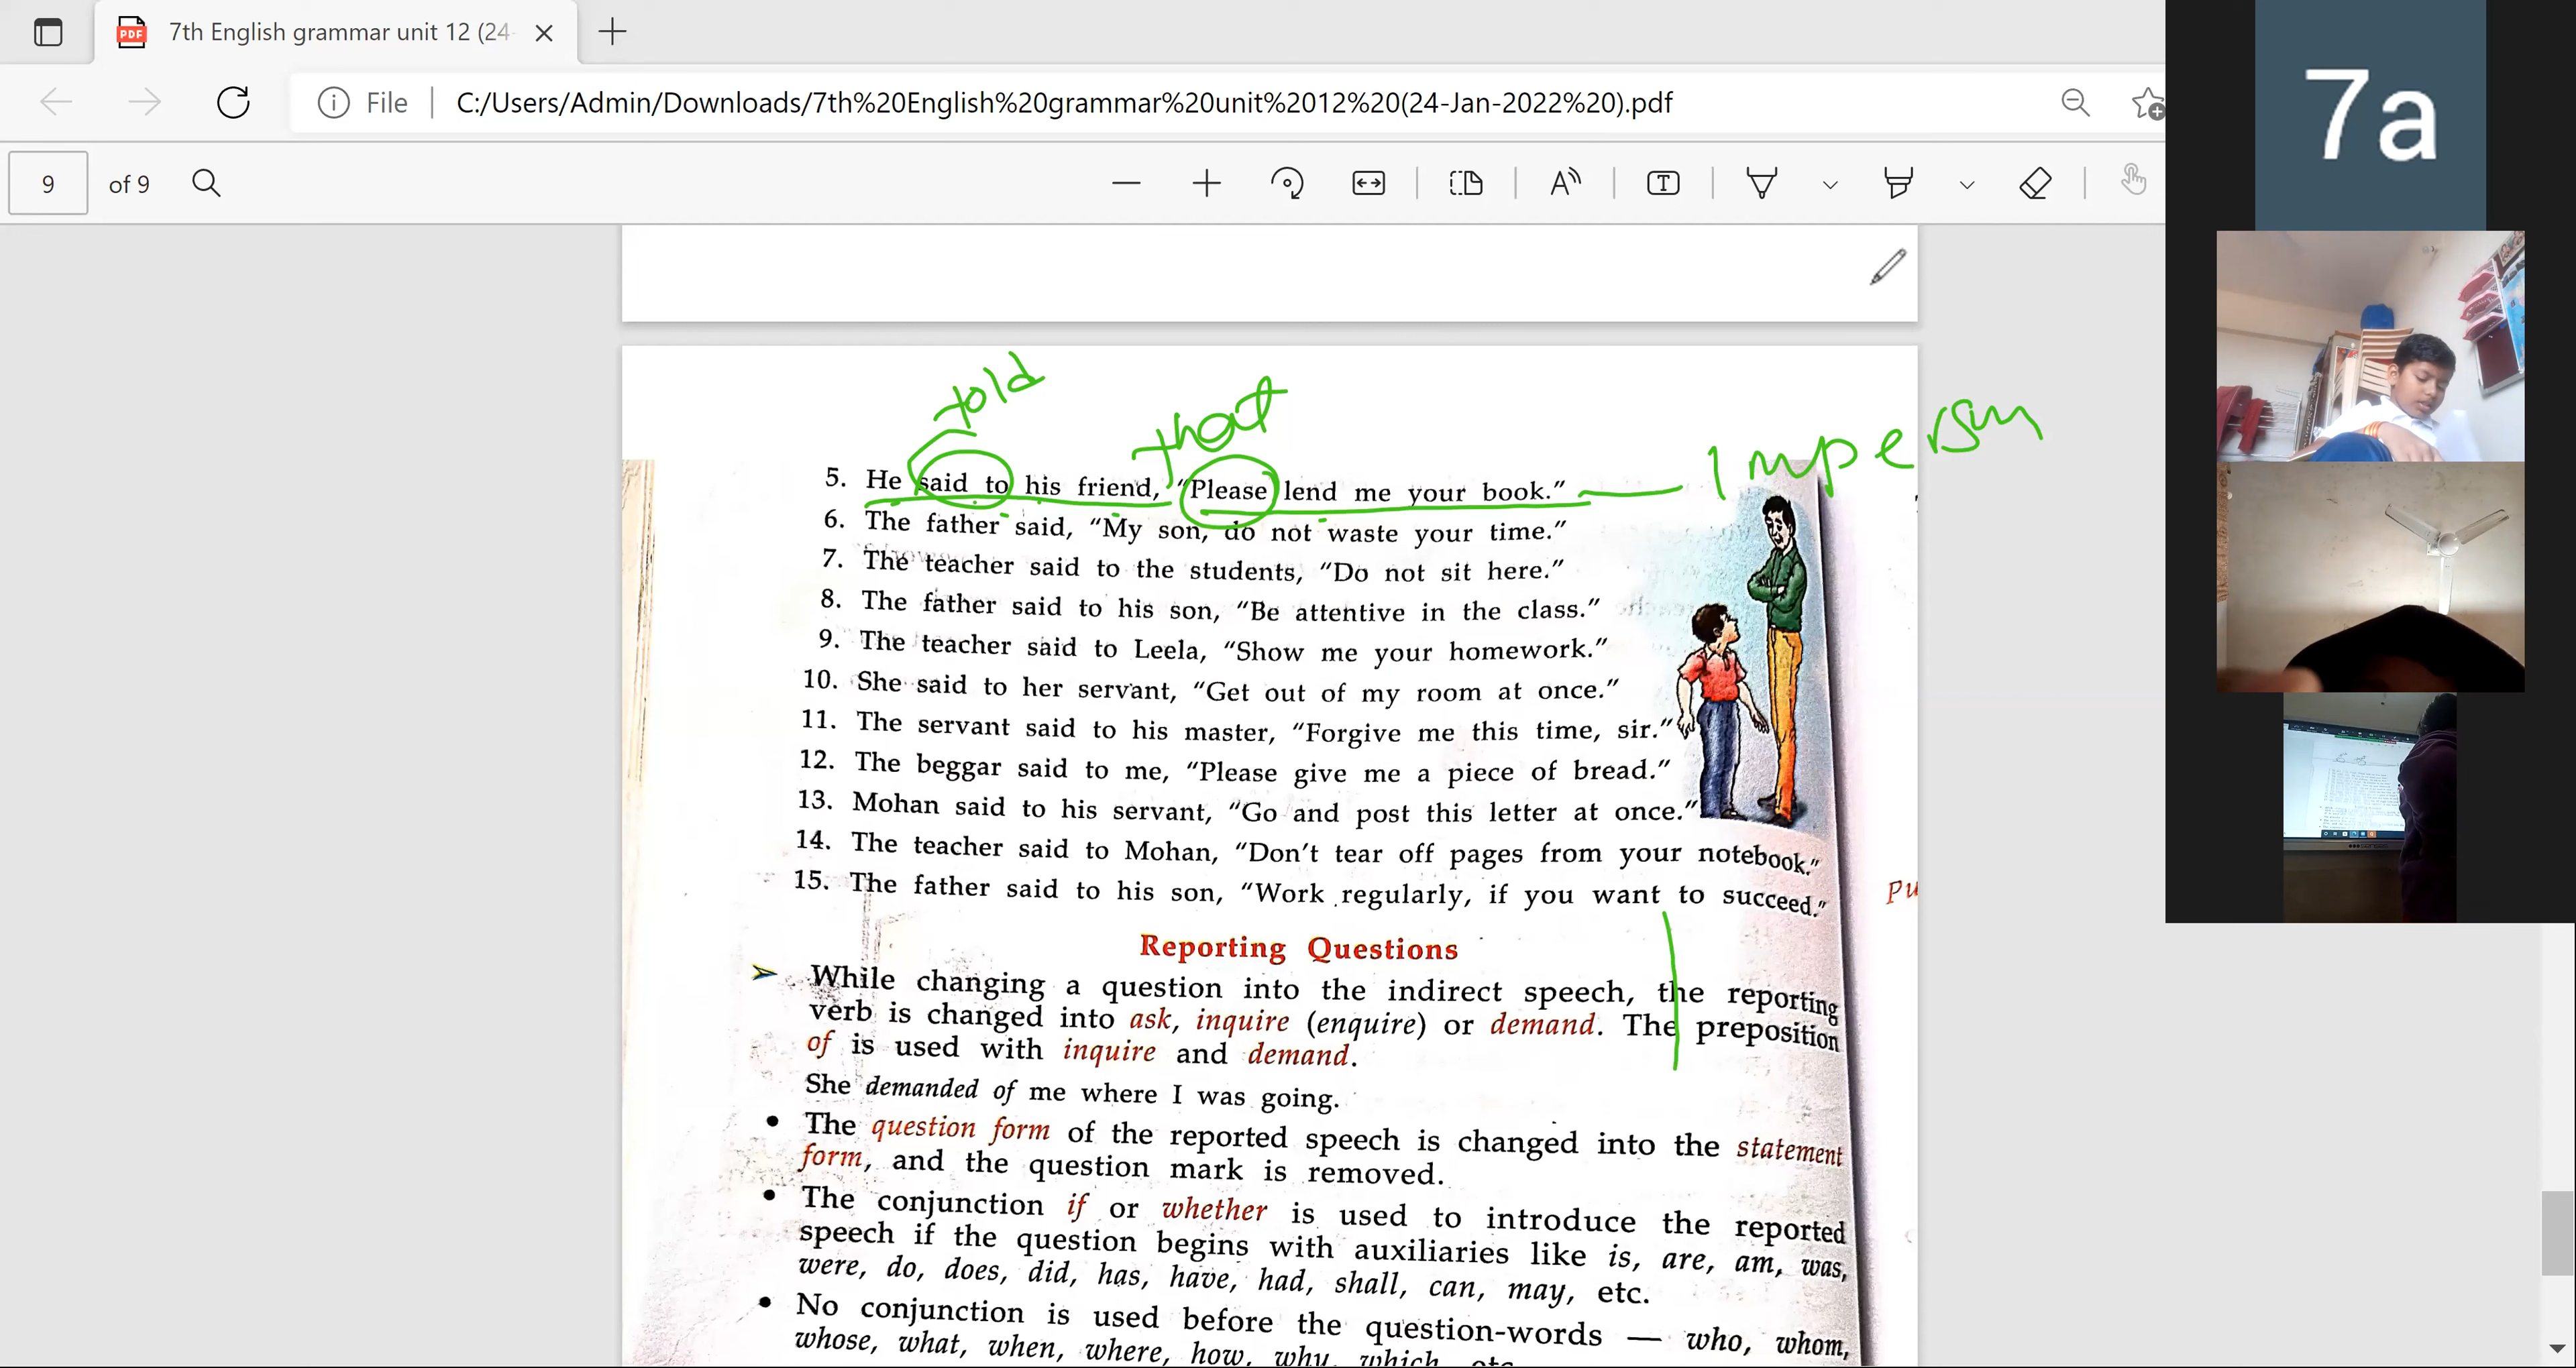 7th English grammar unit 12 (24-
File
C:/Users/Admin/Downloads/7th%20English%20grammar%20unit%2012%20(24-Jan-2022%20).pdf
7a
9 of 9
told
that
5. He said to his friend, “Please lend me your book.”
6. The father said, “My son, do not waste your time.”
7. The teacher said to the students, “Do not sit here.”
8. The father said to his son, “Be attentive in the class.”
9. The teacher said to Leela, “Show me your homework.”
10. She said to her servant, “Get out of my room at once.”
11. The servant said to his master, “Forgive me this time, sir.”
12. The beggar said to me, “Please give me a piece of bread.”
13. Mohan said to his servant, “Go and post this letter at once.”
14. The teacher said to Mohan, “Don't tear off pages from your notebook.”
15. The father said to his son, “Work regularly, if you want to succeed.”
Pu
Reporting Questions
➢ While changing a question into the indirect speech, the reporting
verb is changed into ask, inquire (enquire) or demand. The preposition
of is used with inquire and demand.
She demanded of me where I was going.
• The question form of the reported speech is changed into the statement
form, and the question mark is removed.
• The conjunction if or whether is used to introduce the reported
speech if the question begins with auxiliaries like is, are, am, was,
were, do, does, did, has, have, had, shall, can, may, etc.
• No conjunction is used before the question-words — who, whom,
whose, what, when, where, how, why, which, etc.